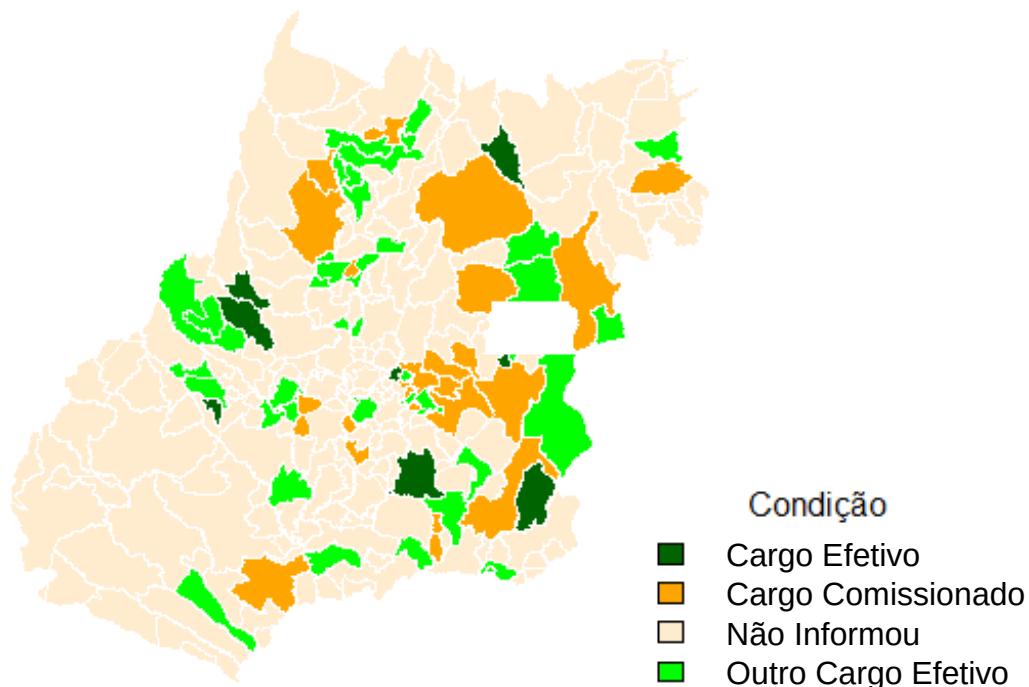 Condição
Cargo Efetivo
Cargo Comissionado
Não Informou
Outro Cargo Efetivo